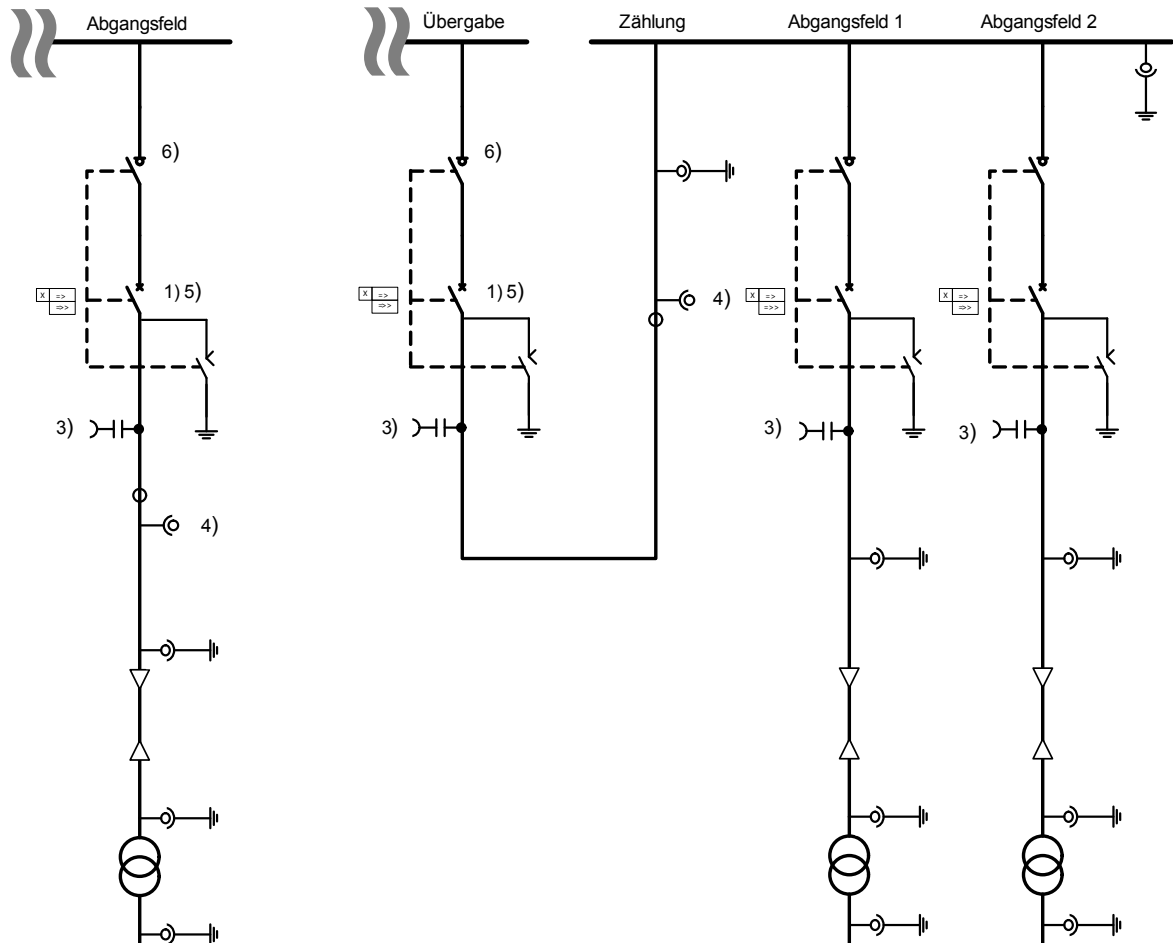 Abgangsfeld
Übergabe
Zählung
Abgangsfeld 1
Abgangsfeld 2
6)
6)
4)
X =>
=>>
1) 5)
X =>
=>>
1) 5)
X =>
=>>
X =>
=>>
3)
3)
3)
3)
4)